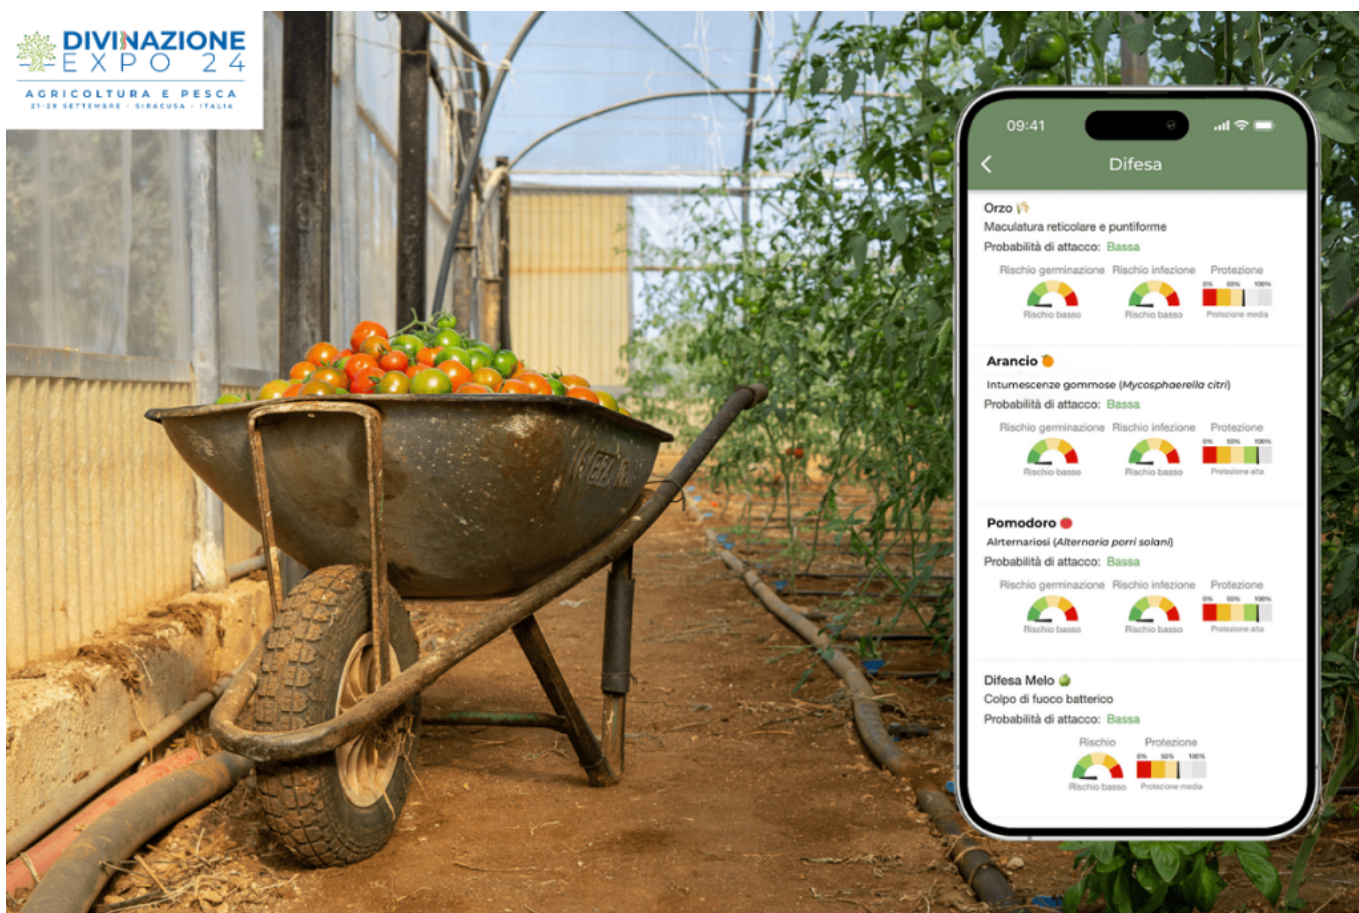 DIVINAZIONE
EXPO 24
AGRICOLTURA E PESCA
21-29 SETTEMBRE - SIRACUSA - ITALIA
09:41
Difesa
Orzo
Maculatura reticolare e puntiforme
Probabilità di attacco: Bassa
Rischio germinazione Rischio infezione Protezione
0% 50% 100%
Rischio basso Rischio basso Protezione media
Arancio
Intumescenze gommose (Mycosphaerella citri)
Probabilità di attacco: Bassa
Rischio germinazione Rischio infezione Protezione
0% 50% 100%
Rischio basso Rischio basso Protezione alta
Pomodoro
Alrternariosi (Alternaria porri solani)
Probabilità di attacco: Bassa
Rischio germinazione Rischio infezione Protezione
0% 50% 100%
Rischio basso Rischio basso Protezione alta
Difesa Melo
Colpo di fuoco batterico
Probabilità di attacco: Bassa
Rischio Protezione
0% 50% 100%
Rischio basso Protezione media